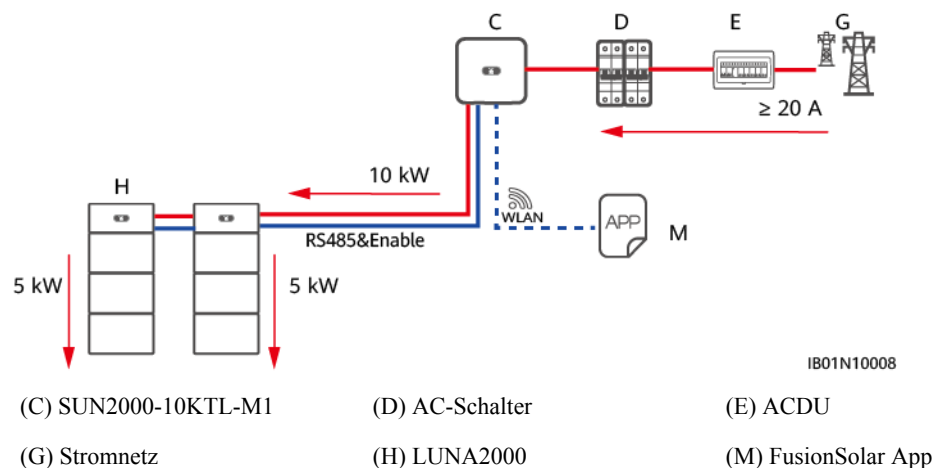 C D E G
≥ 20 A
10 kW
H
WLAN
APP
M
RS485&Enable
5 kW 5 kW
IB01N10008
(C) SUN2000-10KTL-M1 (D) AC-Schalter (E) ACDU
(G) Stromnetz (H) LUNA2000 (M) FusionSolar App